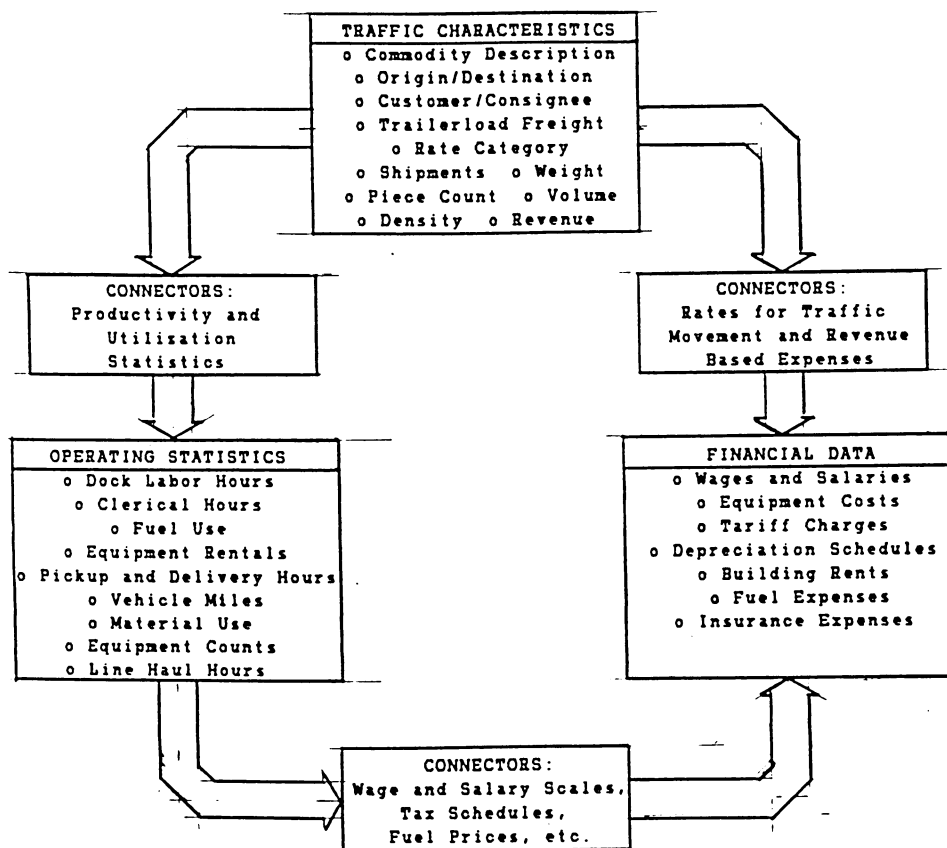 TRAFFIC CHARACTERISTICS
o Commodity Description
o Origin/Destination
o Customer/Consignee
o Trailerload Freight
o Rate Category
o Shipments o Weight
o Piece Count o Volume
o Density o Revenue
CONNECTORS:
Productivity and
Utilization
Statistics
CONNECTORS:
Rates for Traffic
Movement and Revenue
Based Expenses
OPERATING STATISTICS
o Dock Labor Hours
o Clerical Hours
o Fuel Use
o Equipment Rentals
o Pickup and Delivery Hours
o Vehicle Miles
o Material Use
o Equipment Counts
o Line Haul Hours
FINANCIAL DATA
o Wages and Salaries
o Equipment Costs
o Tariff Charges
o Depreciation Schedules
o Building Rents
o Fuel Expenses
o Insurance Expenses
CONNECTORS:
Wage and Salary Scales,
Tax Schedules,
Fuel Prices, etc.